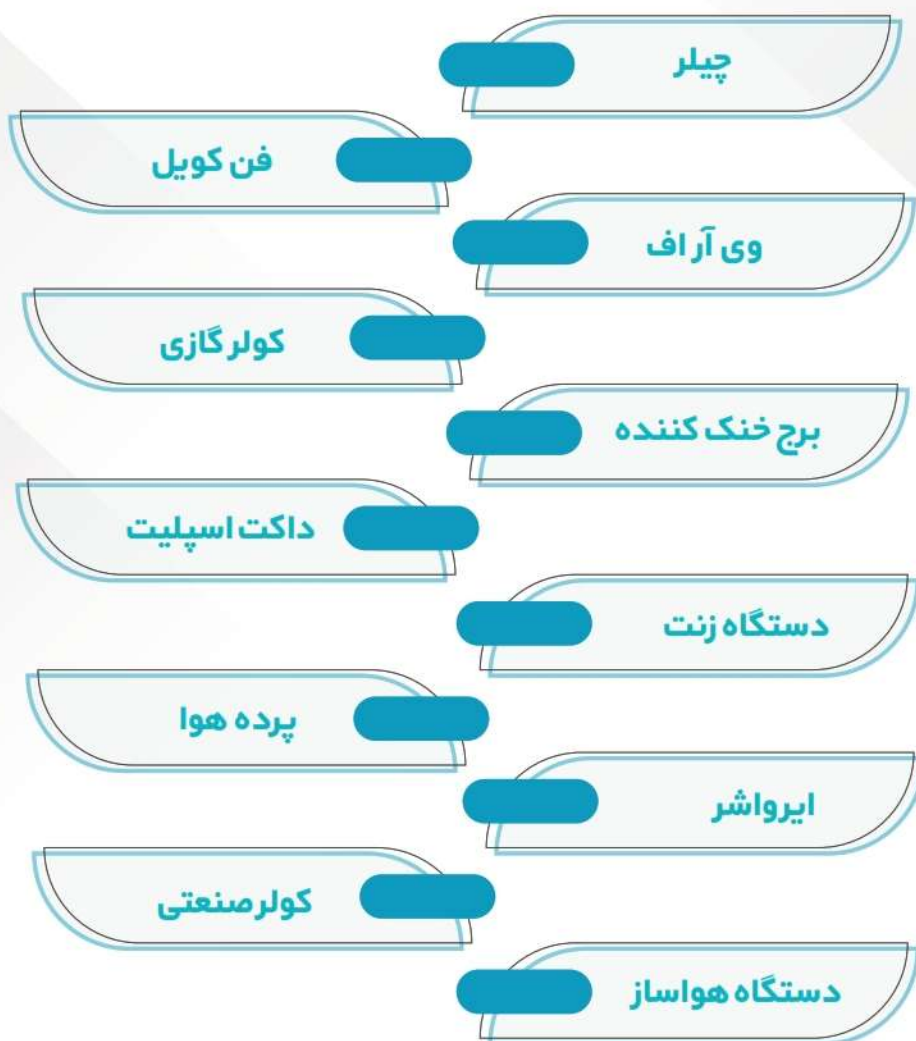 چیلر
فن کویل
وی آر اف
کولر گازی
برج خنک کننده
داکت اسپلیت
دستگاه زنت
پرده هوا
ایرواشر
کولر صنعتی
دستگاه هواساز